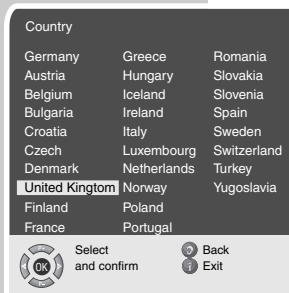 Country
Germany Greece Romania
Austria Hungary Slovakia
Belgium Iceland Slovenia
Bulgaria Ireland Spain
Croatia Italy Sweden
Czech Luxembourg Switzerland
Denmark Netherlands Turkey
United Kingtom Norway Yugoslavia
Finland Poland
France Portugal
Select Back
OK and confirm i Exit